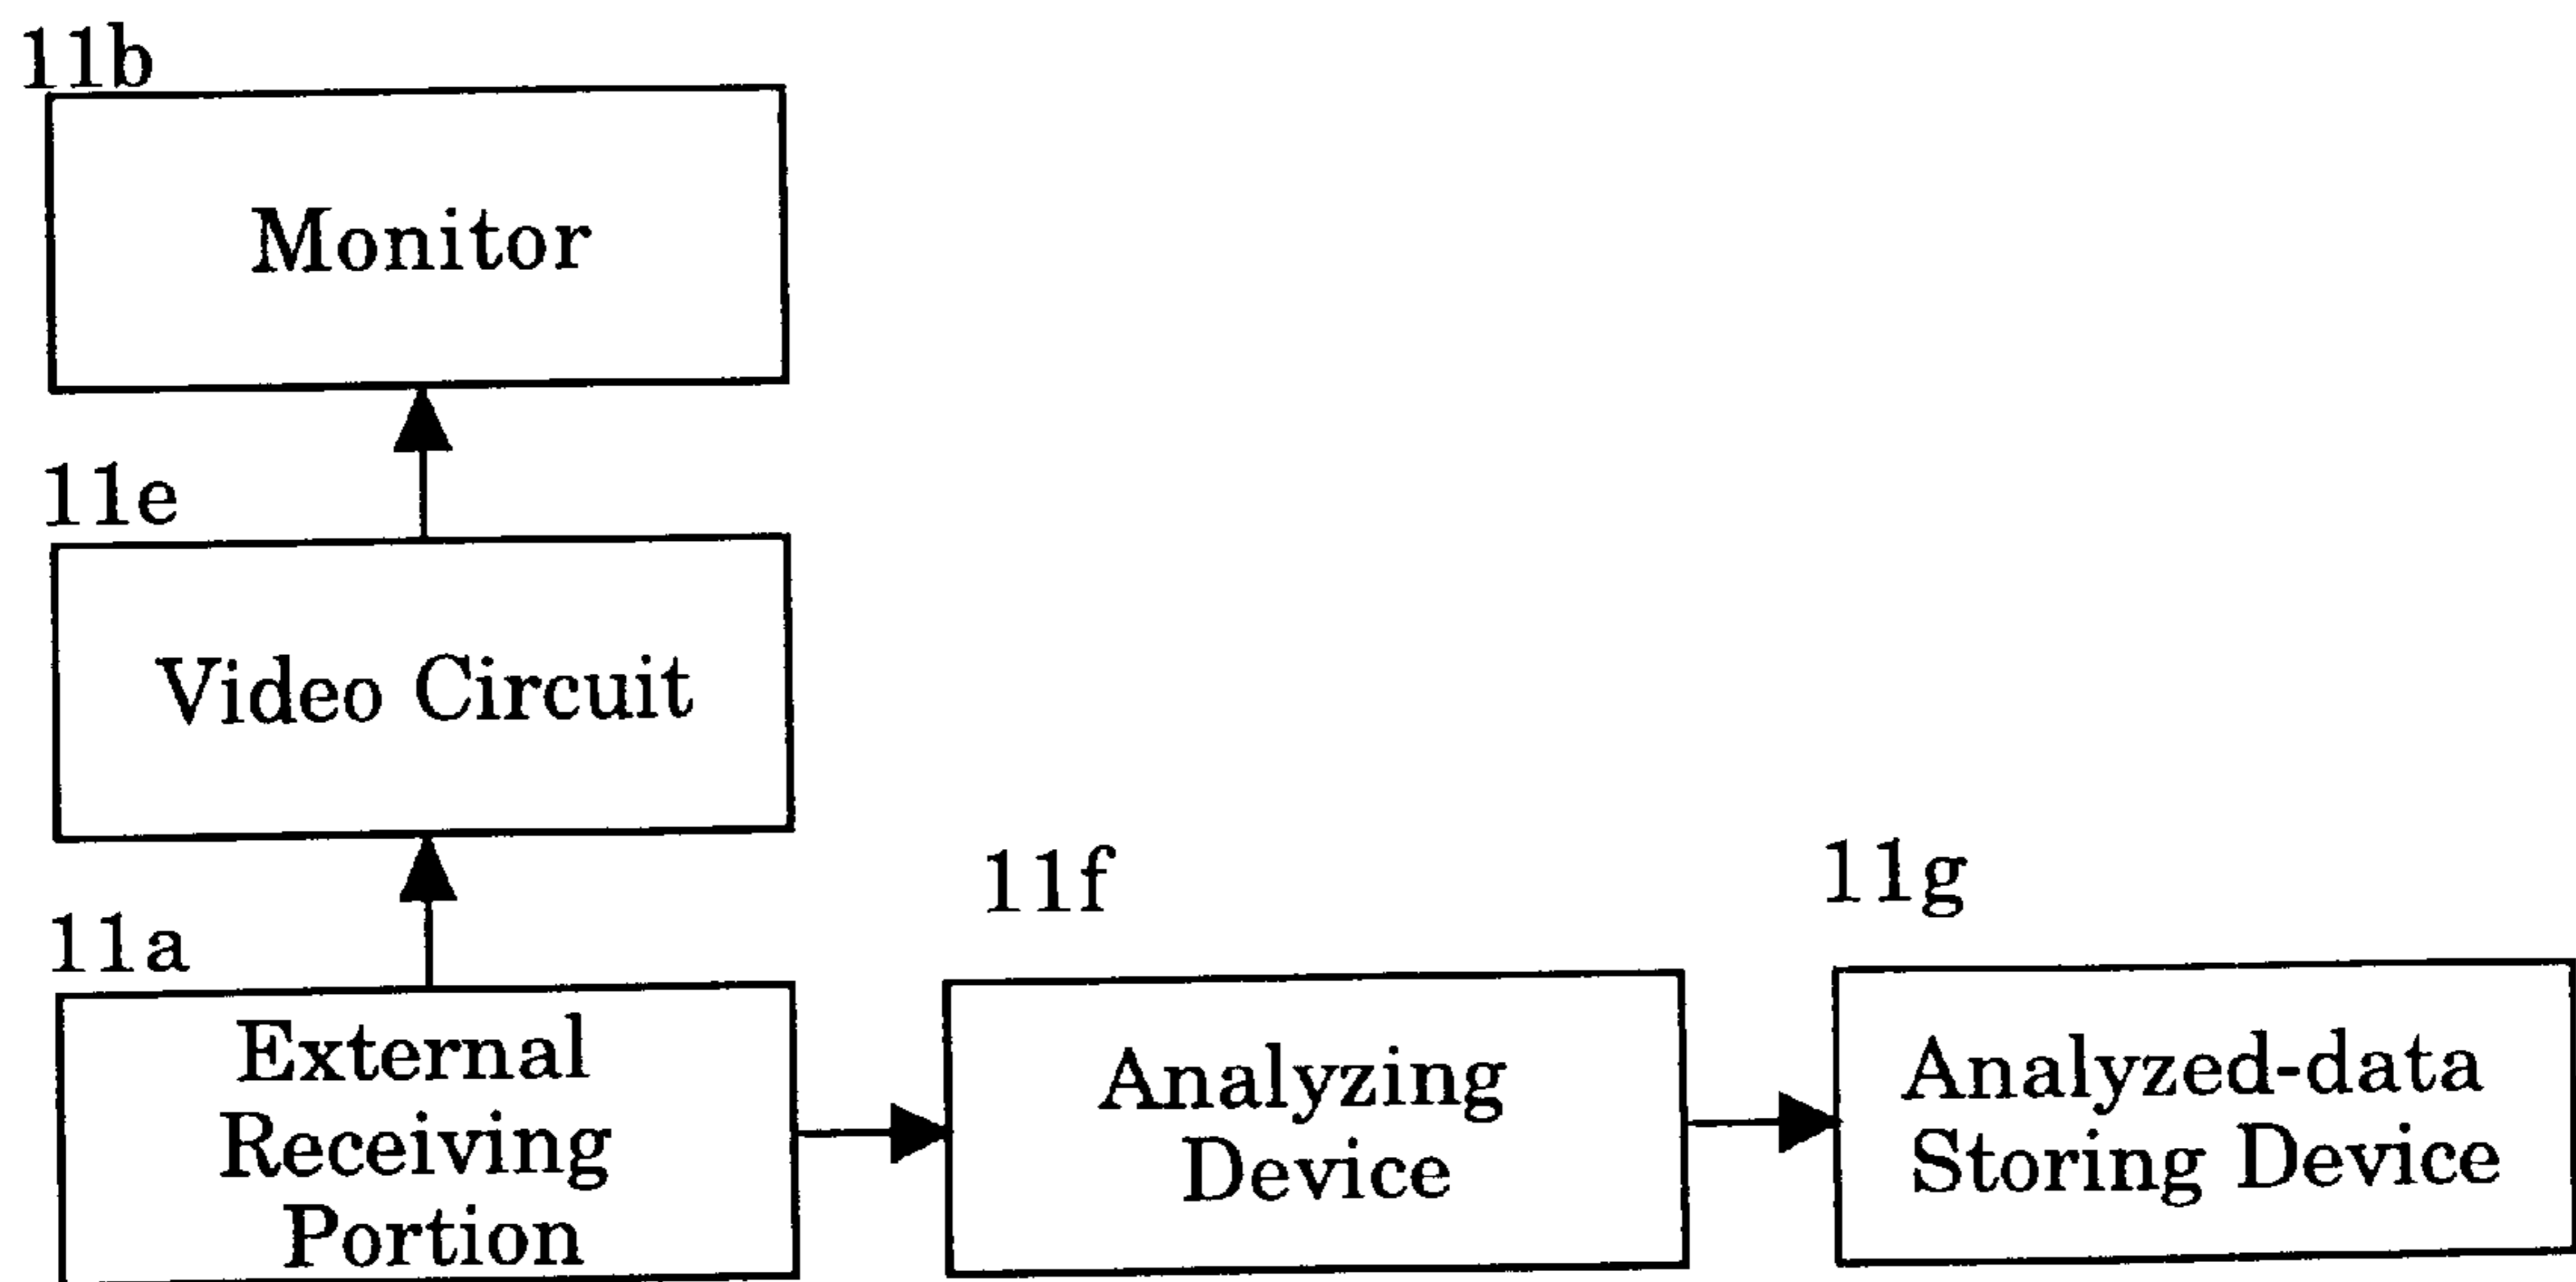 11b
Monitor
11e
Video Circuit
11a
External
Receiving
Portion
11f
Analyzing
Device
11g
Analyzed-data
Storing Device